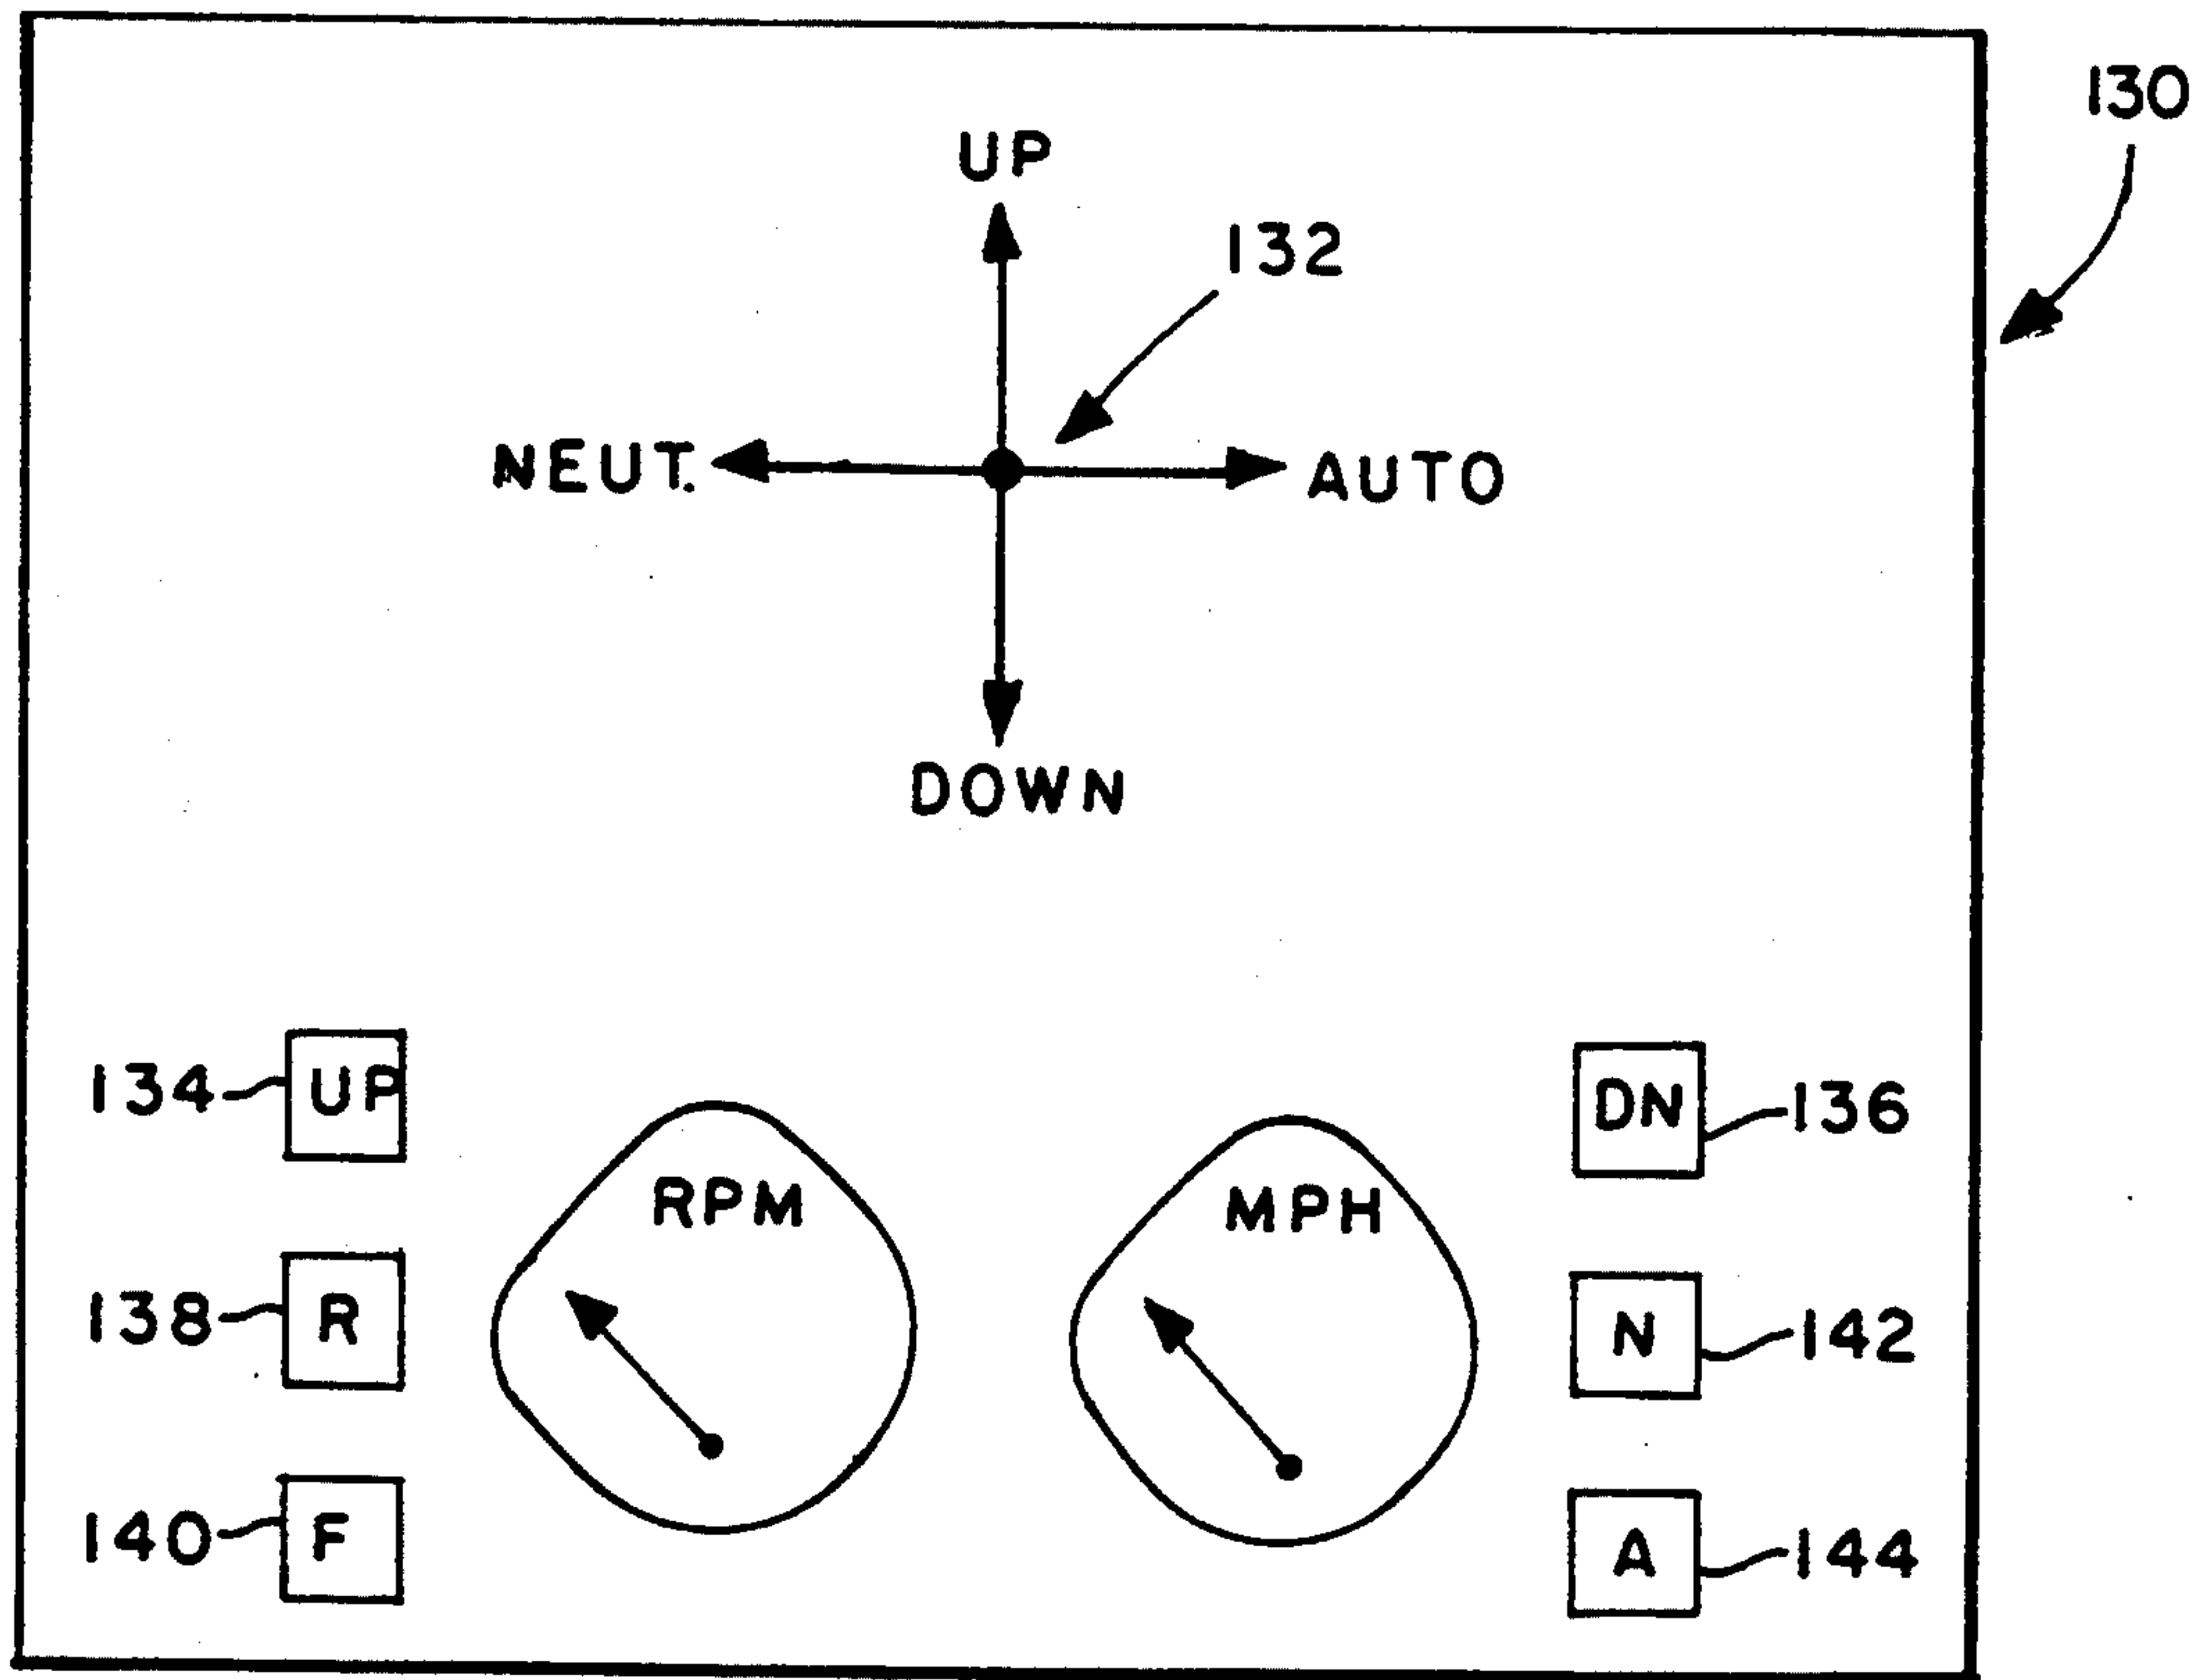 130
UP
132
NEUT. AUTO
DOWN
134 UP DN 136
RPM MPH
138 R N 142
140 F A 144